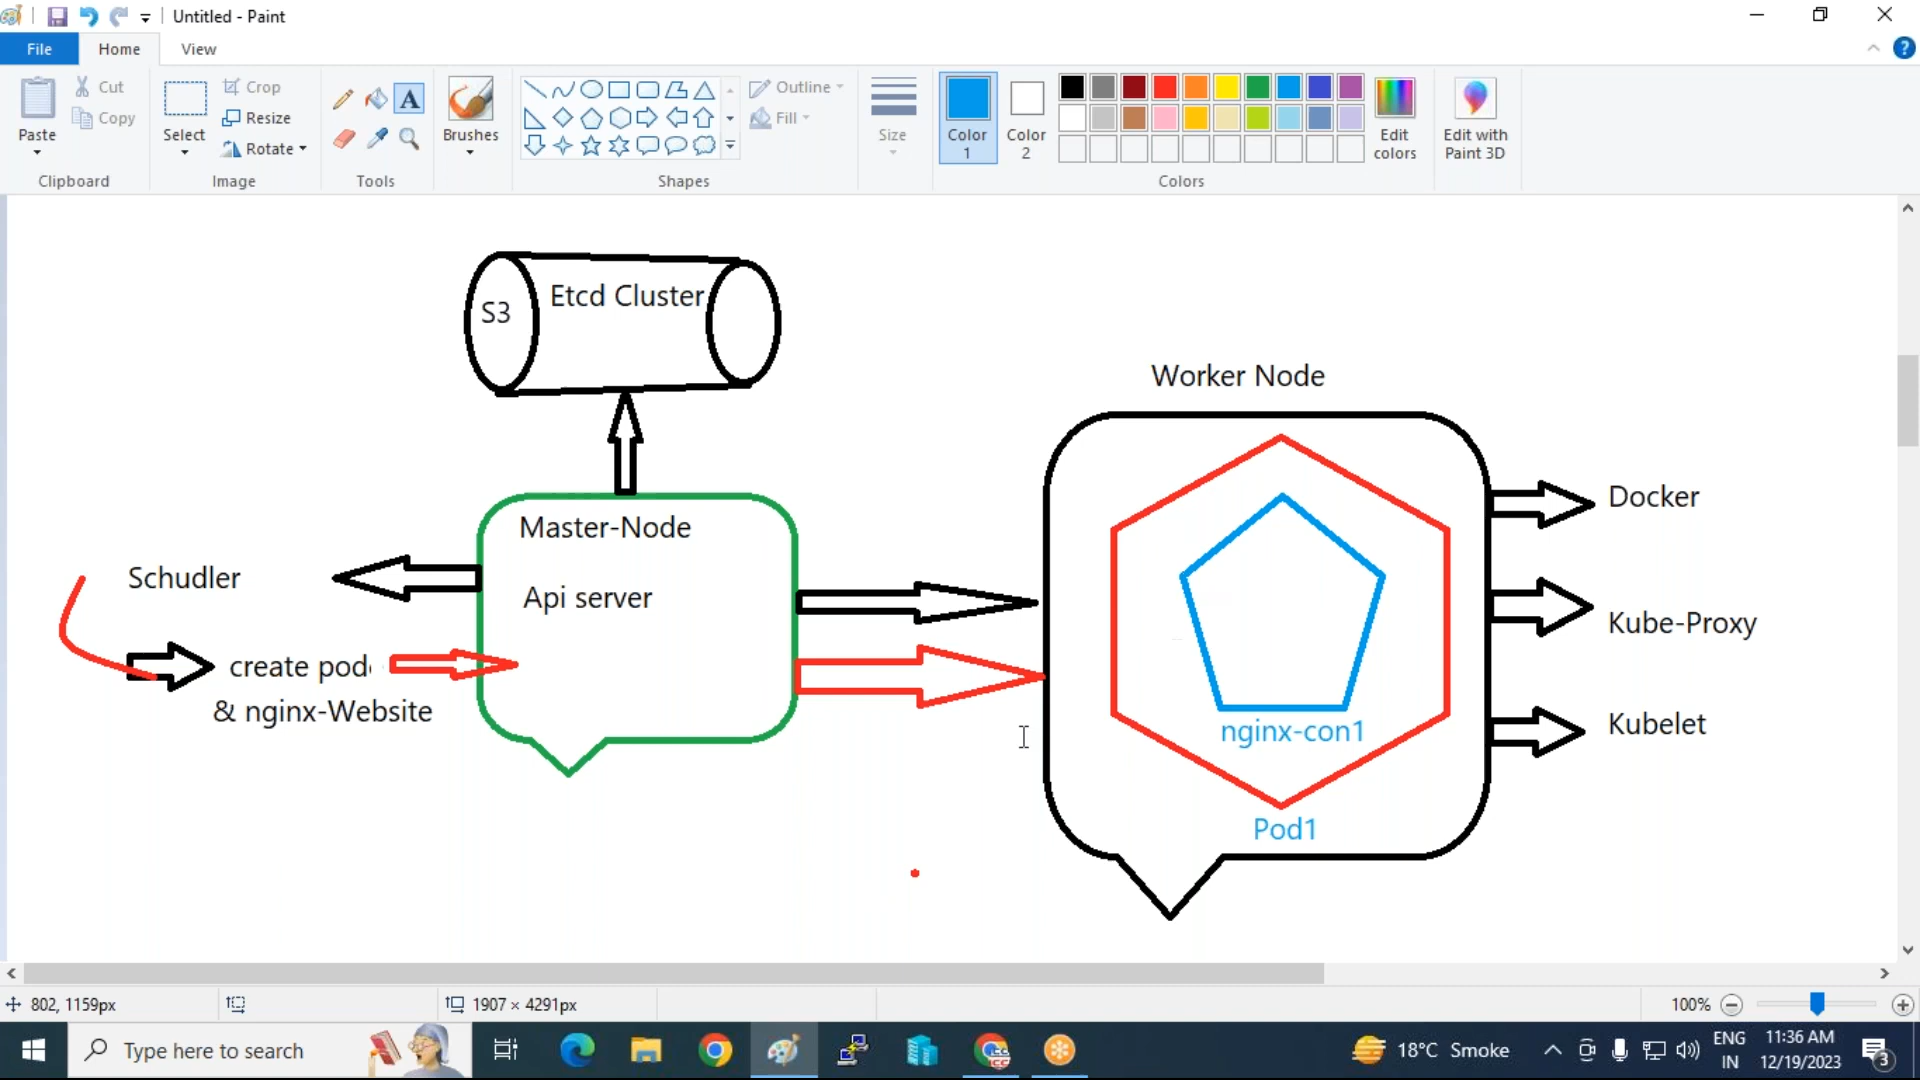 Untitled - Paint
File Home View
Paste
Cut
Copy
Clipboard
Select
Crop
Resize
Rotate
Image
Tools
Brushes
Shapes
Outline
Fill
Size
Color 1
Color 2
Edit colors
Colors
Edit with Paint 3D
S3
Etcd Cluster
Worker Node
Master-Node
Api server
Schudler
create pod
& nginx-Website
nginx-con1
Pod1
Docker
Kube-Proxy
Kubelet
802, 1159px
1907 × 4291px
100%
Type here to search
18°C Smoke
ENG
IN
11:36 AM
12/19/2023
3